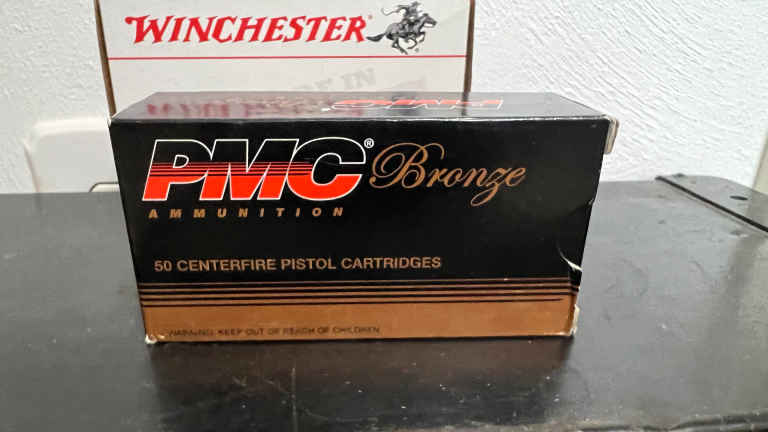 WINCHESTER
PMC® Bronze
AMMUNITION
50 CENTERFIRE PISTOL CARTRIDGES
WARNING: KEEP OUT OF REACH OF CHILDREN